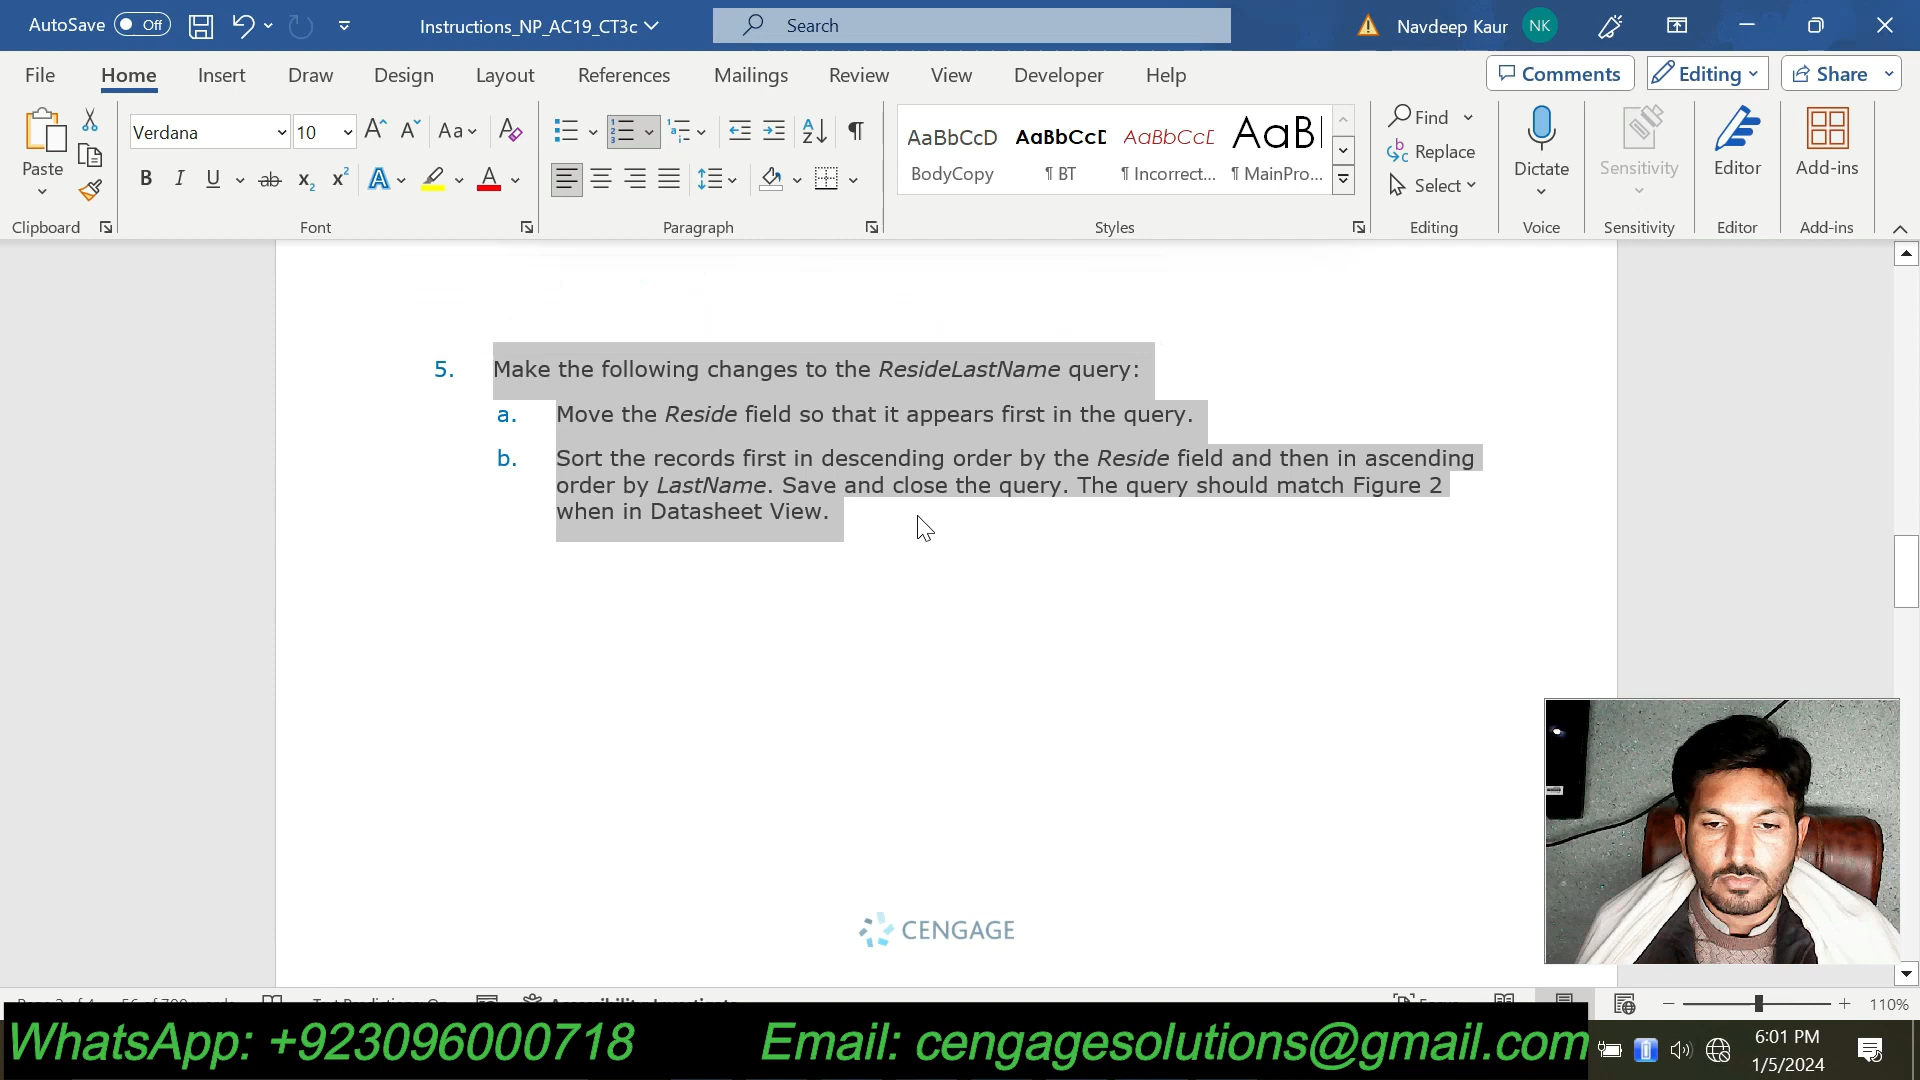 AutoSave Off Instructions_NP_AC19_CT3c Search Navdeep Kaur NK
File Home Insert Draw Design Layout References Mailings Review View Developer Help Comments Editing Share
Paste Verdana 10 Aa AaBbCcD AaBbCcD AaBbCcD AaB Find Replace Select Dictate Sensitivity Editor Add-ins
BodyCopy ¶ BT ¶ Incorrect... ¶ MainPro...
Clipboard Font Paragraph Styles Editing Voice Sensitivity Editor Add-ins
5. Make the following changes to the ResideLastName query:
a. Move the Reside field so that it appears first in the query.
b. Sort the records first in descending order by the Reside field and then in ascending
order by LastName. Save and close the query. The query should match Figure 2
when in Datasheet View.
CENGAGE
110%
WhatsApp: +923096000718 Email: cengagesolutions@gmail.com
6:01 PM
1/5/2024